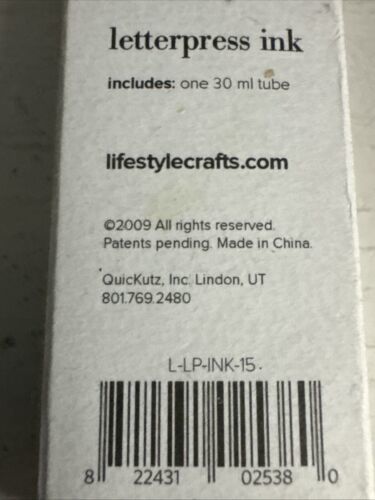 letterpress ink
includes: one 30 ml tube
lifestylecrafts.com
©2009 All rights reserved.
Patents pending. Made in China.
QuicKutz, Inc. Lindon, UT
801.769.2480
L-LP-INK-15
8 22431 02538 0